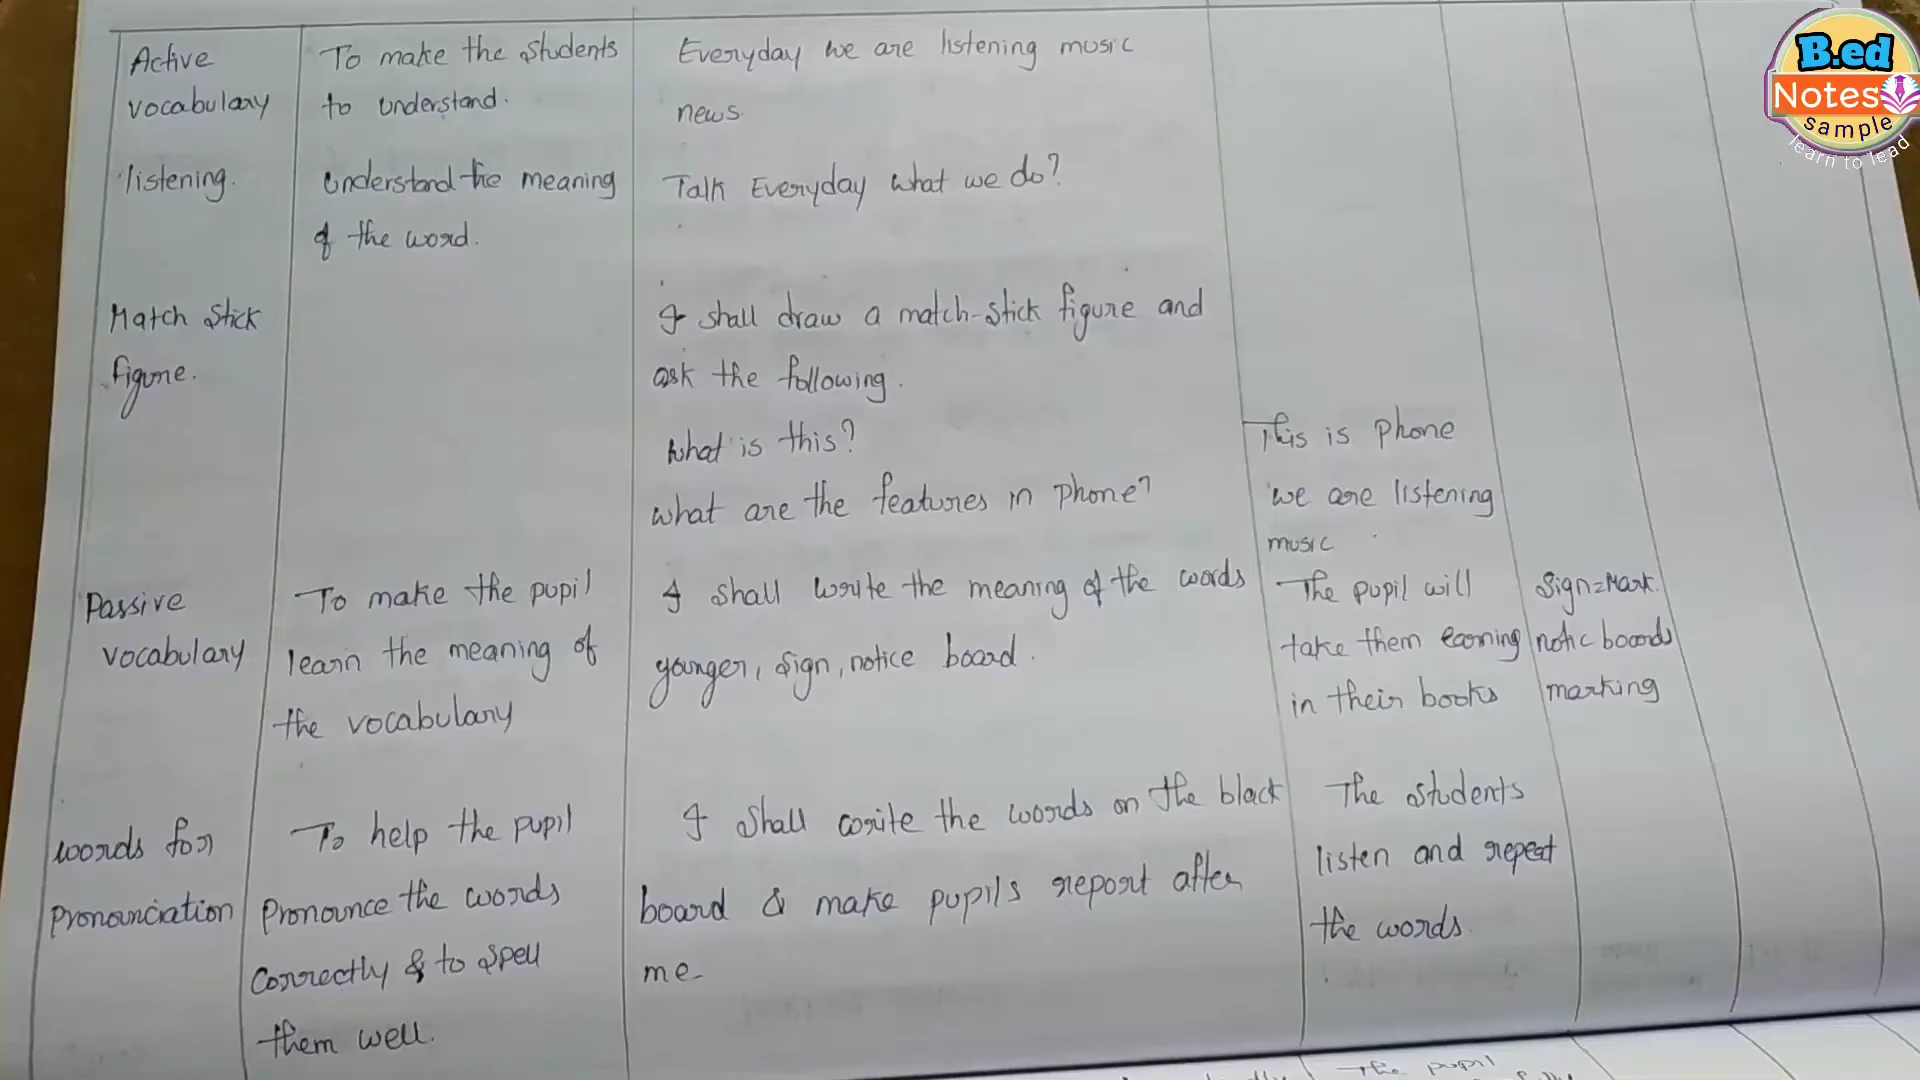 Active
vocabulary
To make the students
to understand.
Everyday we are listening music
news.
listening.
understand the meaning
of the word.
Talk Everyday what we do?
Match Stick
figure.
I shall draw a match-stick figure and
ask the following.
what is this?
what are the features in phone?
This is phone
we are listening
music
Passive
vocabulary
To make the pupil
learn the meaning of
the vocabulary
I shall write the meaning of the words
younger, sign, notice board.
The pupil will
take them
in their books
Sign=Mark.
notic boards
marking
words for
pronounciation
To help the pupil
pronounce the words
correctly & to spell
them well.
I shall write the words on the black
board & make pupils report after
me-
The students
listen and repeat
the words.
The pupil
B.ed
Notes
sample
learn to lead